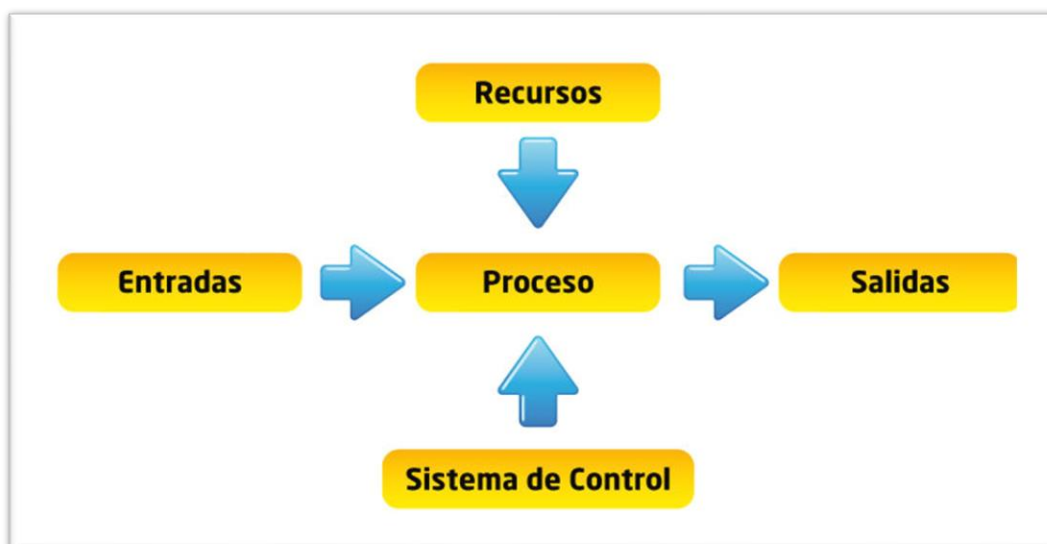 Recursos
Entradas
Proceso
Salidas
Sistema de Control